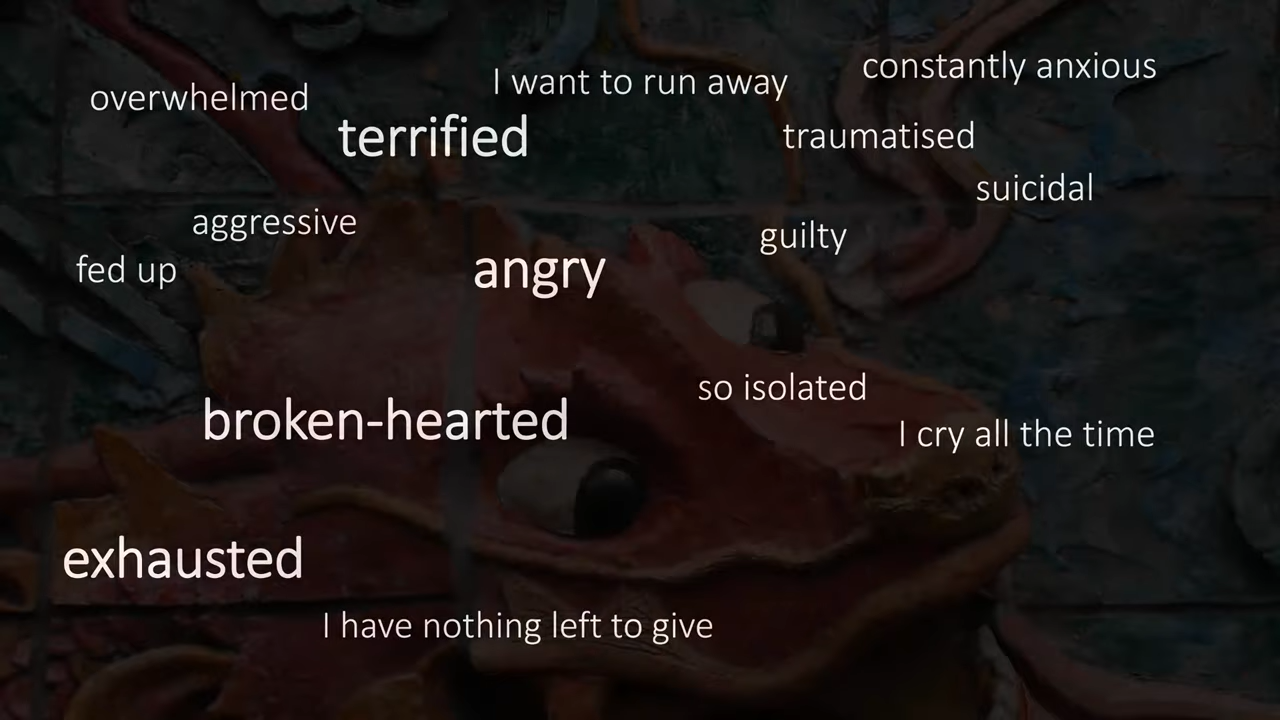 constantly anxious
I want to run away
overwhelmed
terrified
traumatised
suicidal
aggressive
guilty
fed up
angry
so isolated
broken-hearted
I cry all the time
exhausted
I have nothing left to give